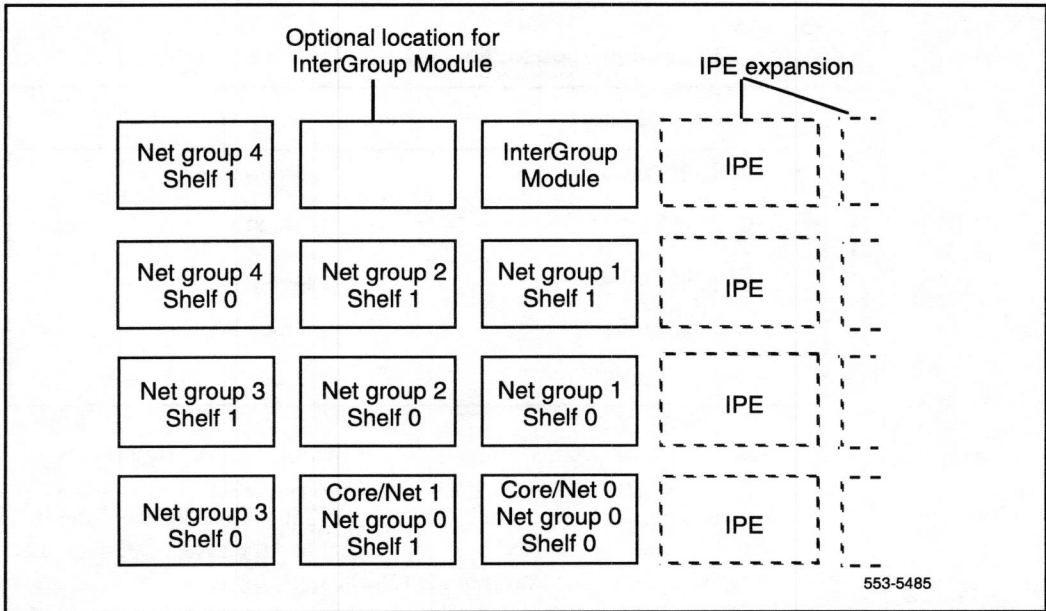 Optional location for
InterGroup Module
IPE expansion
Net group 4
Shelf 1
InterGroup
Module
IPE
Net group 4
Shelf 0
Net group 2
Shelf 1
Net group 1
Shelf 1
IPE
Net group 3
Shelf 1
Net group 2
Shelf 0
Net group 1
Shelf 0
IPE
Net group 3
Shelf 0
Core/Net 1
Net group 0
Shelf 1
Core/Net 0
Net group 0
Shelf 0
IPE
553-5485